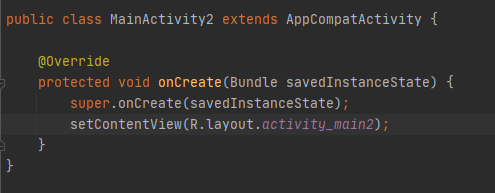 public class MainActivity2 extends AppCompatActivity {
@Override
protected void onCreate(Bundle savedInstanceState) {
super.onCreate(savedInstanceState);
setContentView(R.layout.activity_main2);
}
}